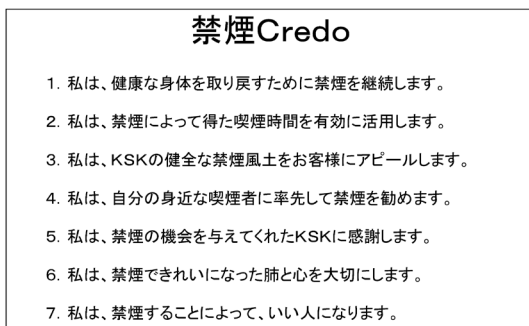 禁煙Credo
1. 私は、健康な身体を取り戻すために禁煙を継続します。
2. 私は、禁煙によって得た喫煙時間を有効に活用します。
3. 私は、KSKの健全な禁煙風土をお客様にアピールします。
4. 私は、自分の身近な喫煙者に率先して禁煙を勧めます。
5. 私は、禁煙の機会を与えてくれたKSKに感謝します。
6. 私は、禁煙できれいになった肺と心を大切にします。
7. 私は、禁煙することによって、いい人になります。